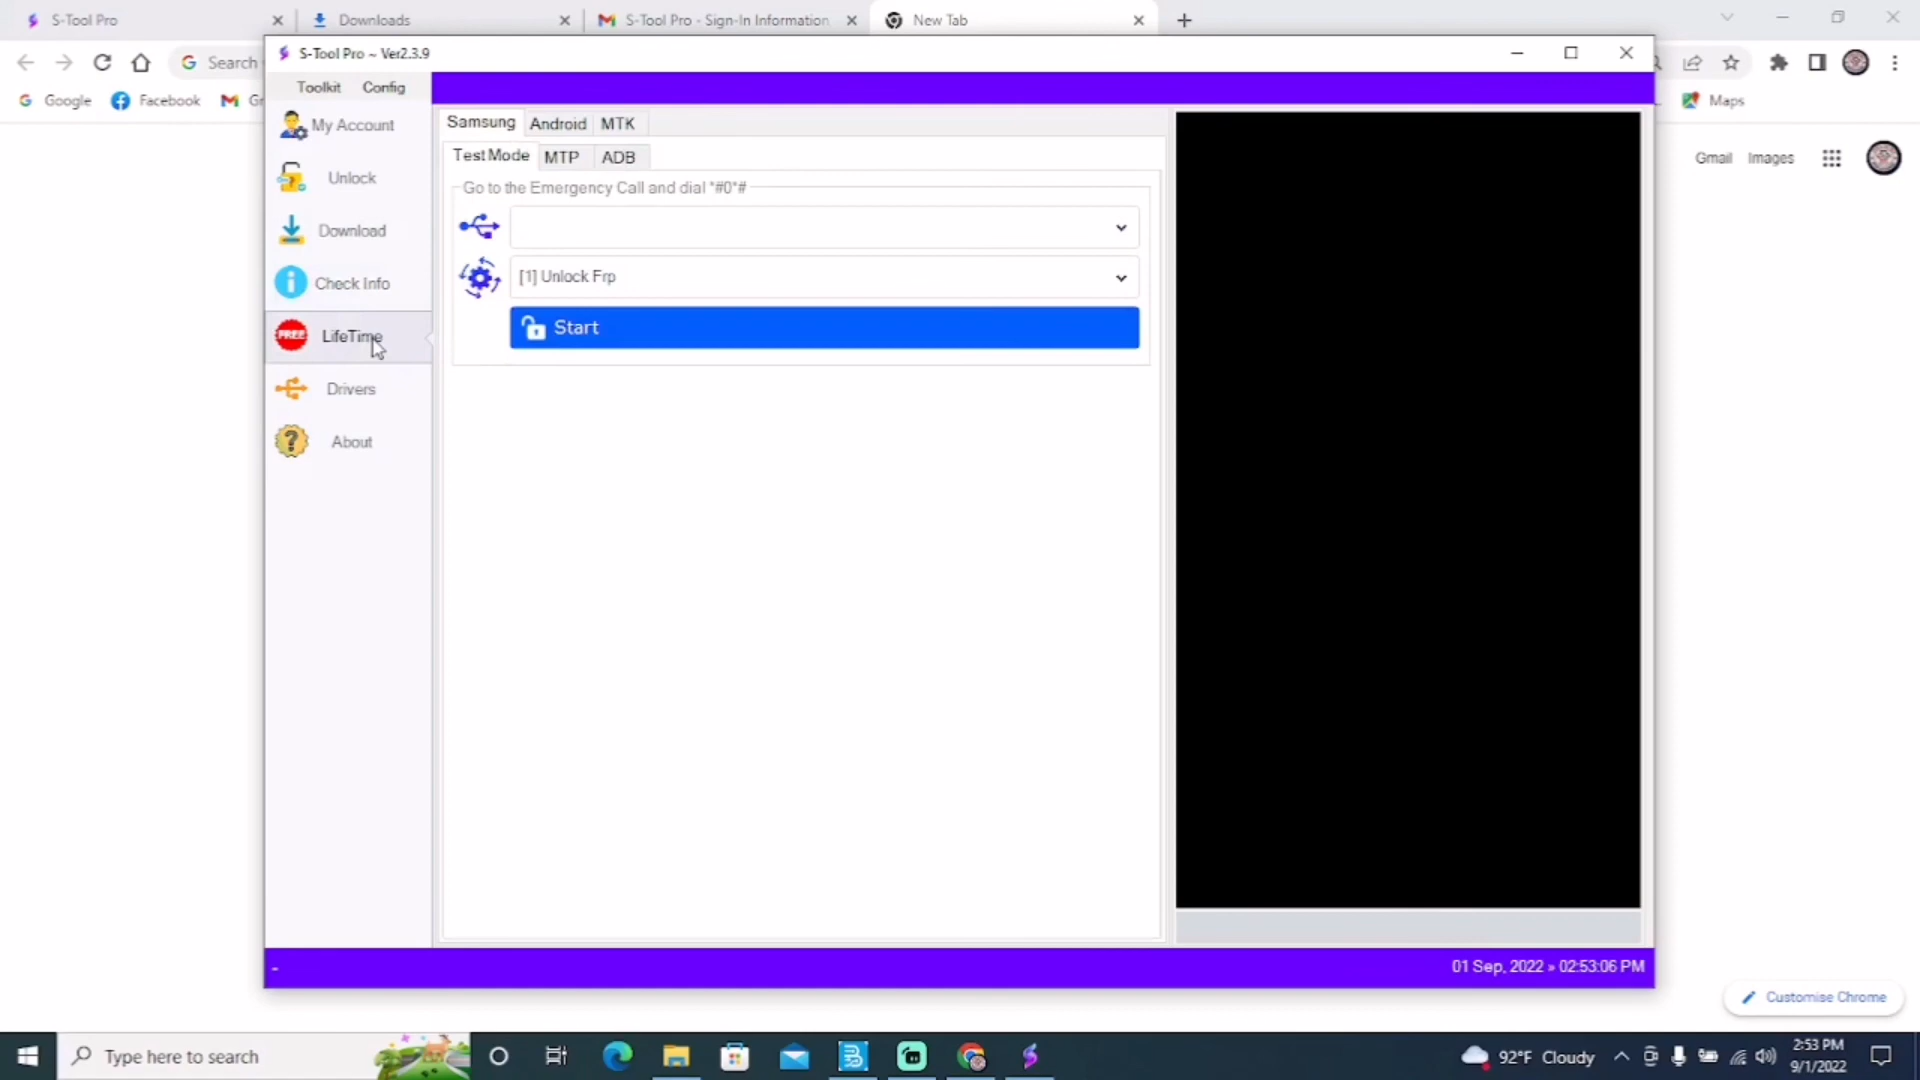 S-Tool Pro
Downloads
S-Tool Pro - Sign-In Information
New Tab
Search
Google
Facebook
Maps
Gmail
Images
S-Tool Pro ~ Ver2.3.9
Toolkit
Config
My Account
Unlock
Download
Check Info
FREE
LifeTime
Drivers
About
Samsung
Android
MTK
Test Mode
MTP
ADB
Go to the Emergency Call and dial *#0*#
[1] Unlock Frp
Start
-
01 Sep, 2022 » 02:53:06 PM
Customise Chrome
Type here to search
92°F Cloudy
2:53 PM
9/1/2022